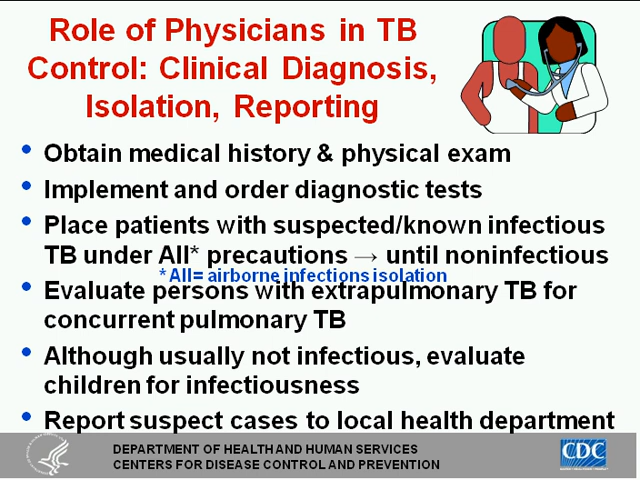 Role of Physicians in TB
Control: Clinical Diagnosis,
Isolation, Reporting
• Obtain medical history & physical exam
• Implement and order diagnostic tests
• Place patients with suspected/known infectious
TB under AII* precautions → until noninfectious
*AII= airborne infections isolation
• Evaluate persons with extrapulmonary TB for
concurrent pulmonary TB
• Although usually not infectious, evaluate
children for infectiousness
• Report suspect cases to local health department
DEPARTMENT OF HEALTH AND HUMAN SERVICES
CENTERS FOR DISEASE CONTROL AND PREVENTION
CDC